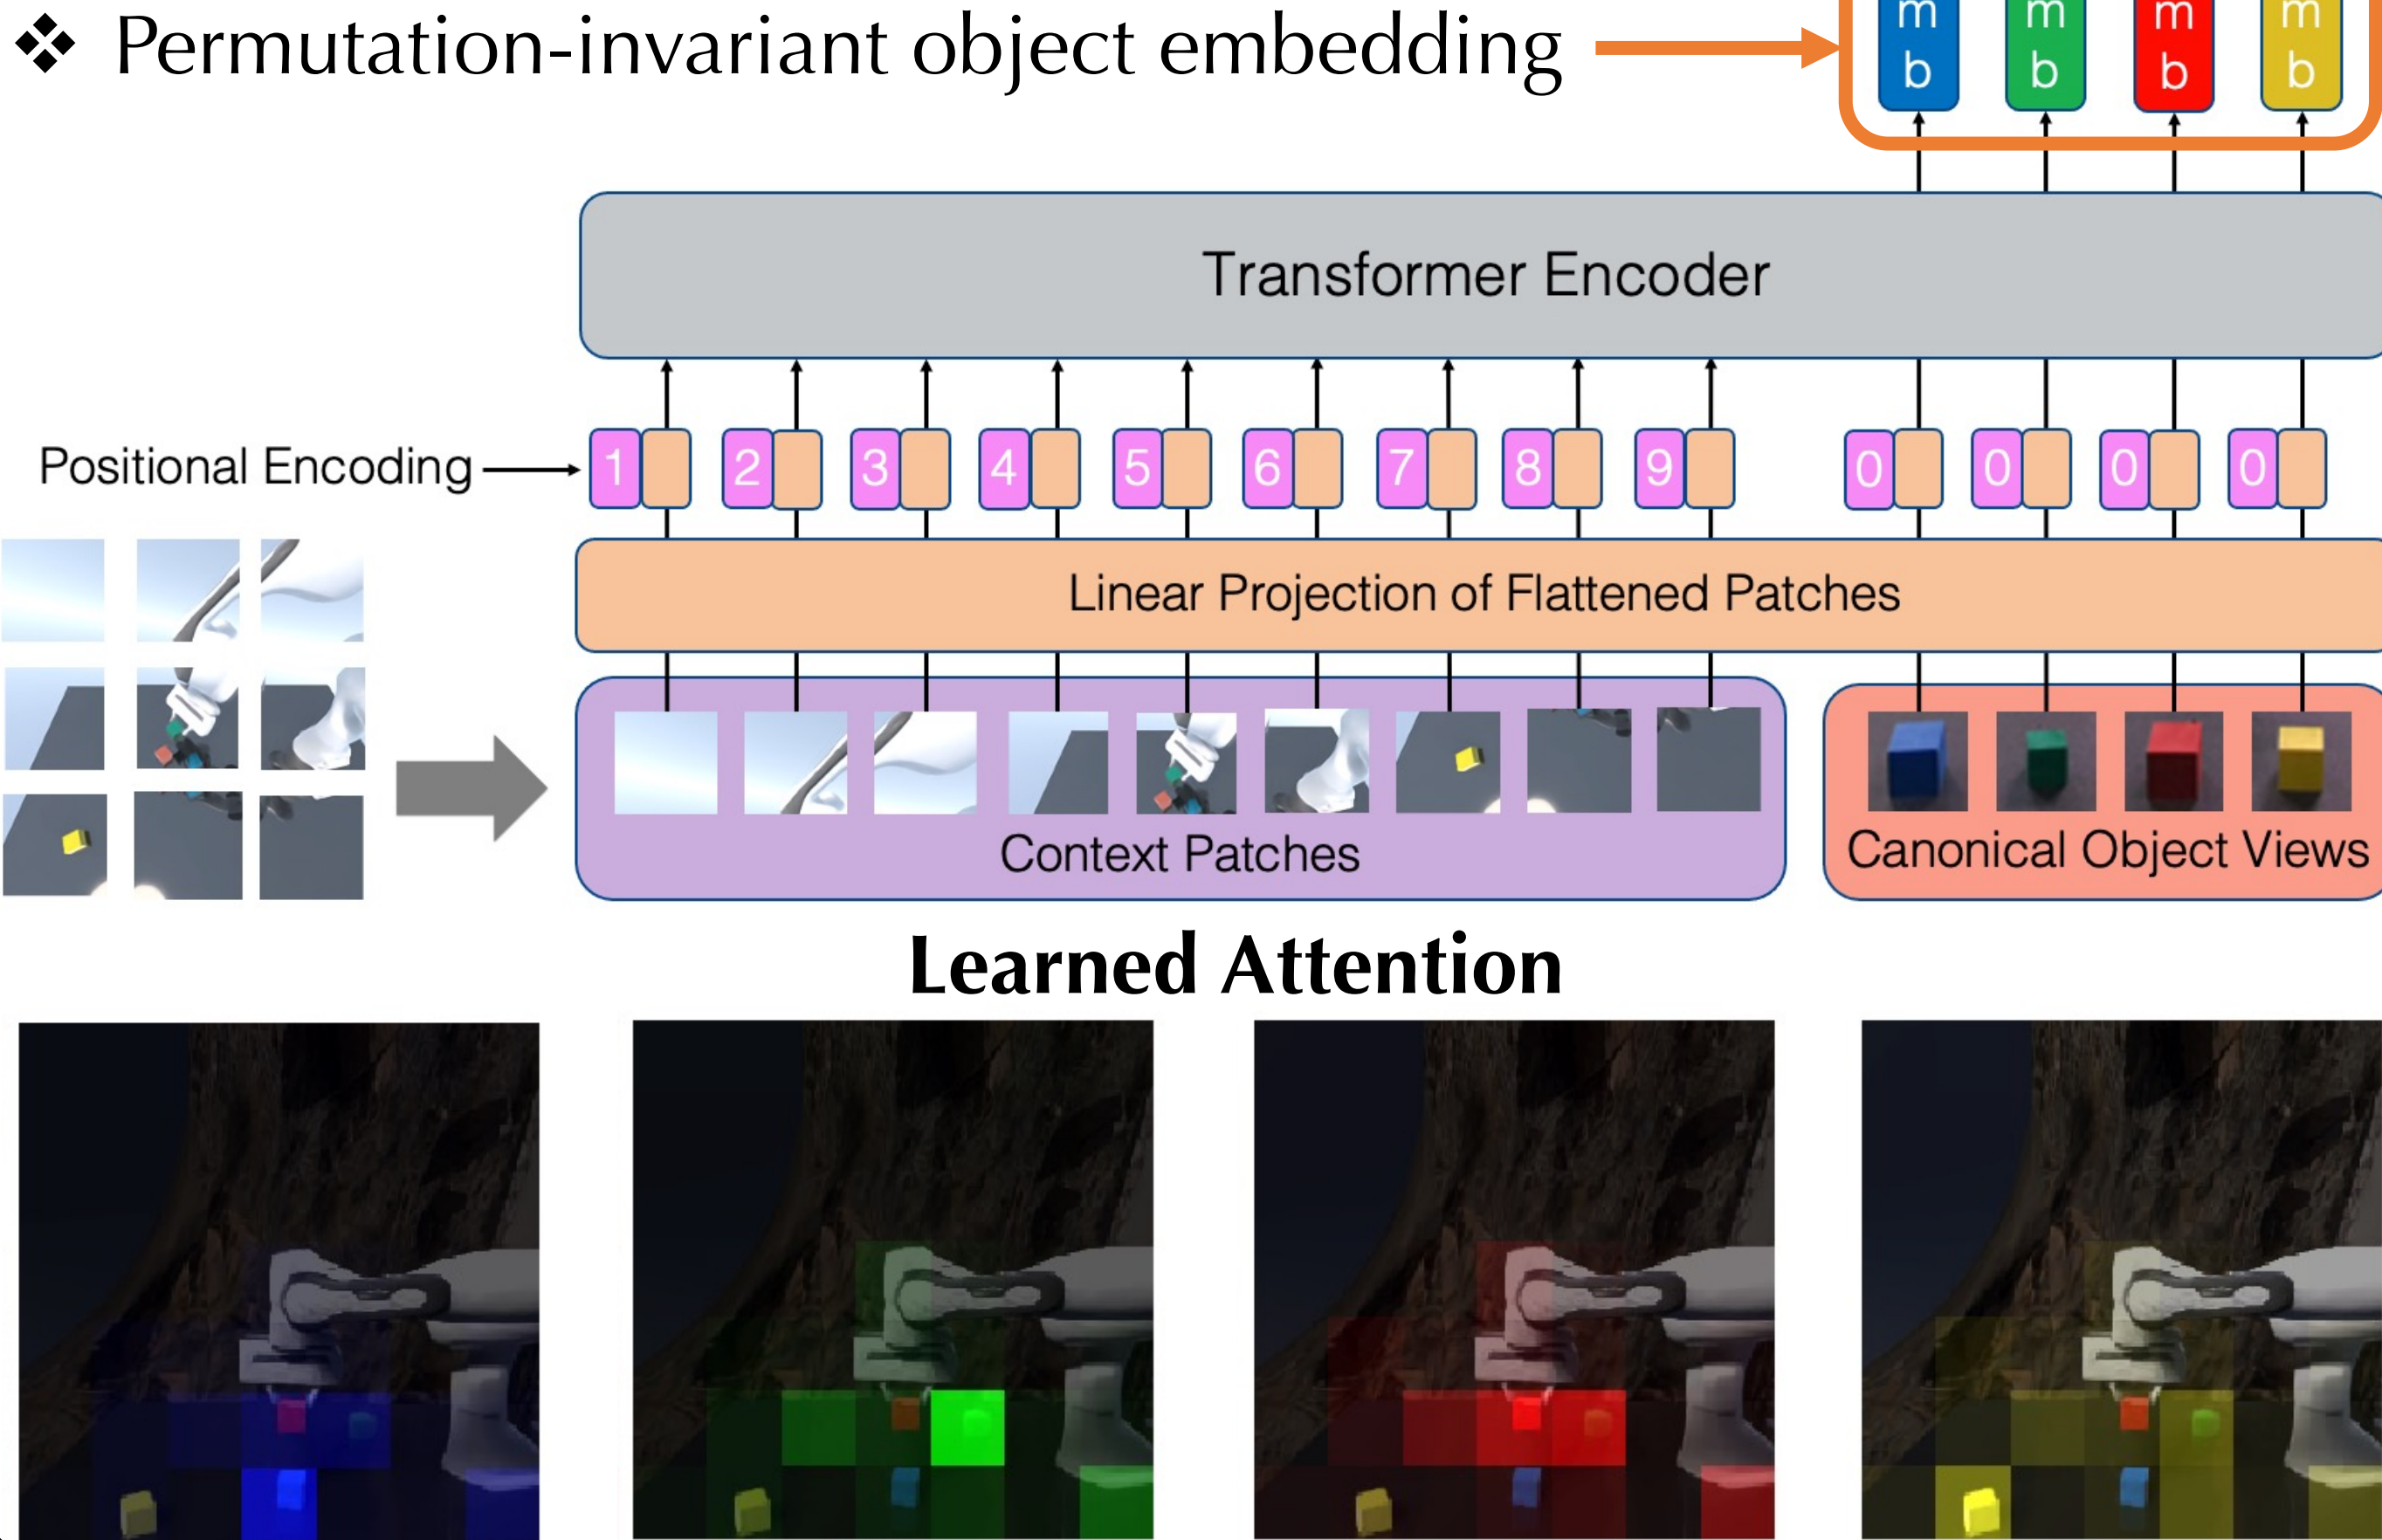 m m m m
❖ Permutation-invariant object embedding
b b b b
Transformer Encoder
Positional Encoding
1 2 3 4 5 6 7 8 9 0 0 0 0
Linear Projection of Flattened Patches
Context Patches
Canonical Object Views
Learned Attention